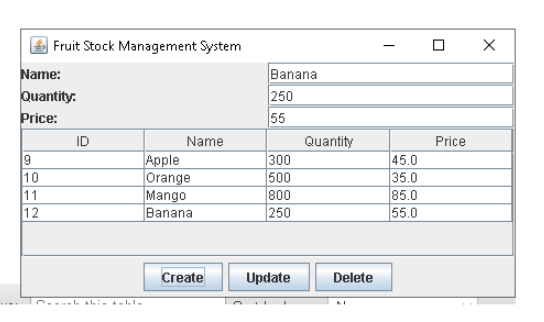 Fruit Stock Management System
Name: Banana
Quantity: 250
Price: 55
ID Name Quantity Price
9 Apple 300 45.0
10 Orange 500 35.0
11 Mango 800 85.0
12 Banana 250 55.0
Create Update Delete